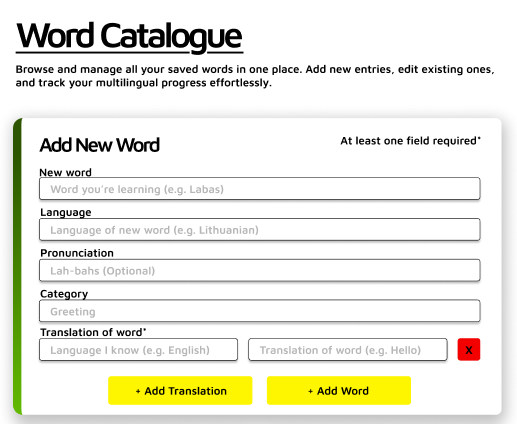 Word Catalogue
Browse and manage all your saved words in one place. Add new entries, edit existing ones,
and track your multilingual progress effortlessly.
Add New Word
At least one field required*
New word
Word you're learning (e.g. Labas)
Language
Language of new word (e.g. Lithuanian)
Pronunciation
Lah-bahs (Optional)
Category
Greeting
Translation of word*
Language I know (e.g. English)
Translation of word (e.g. Hello)
X
+ Add Translation
+ Add Word